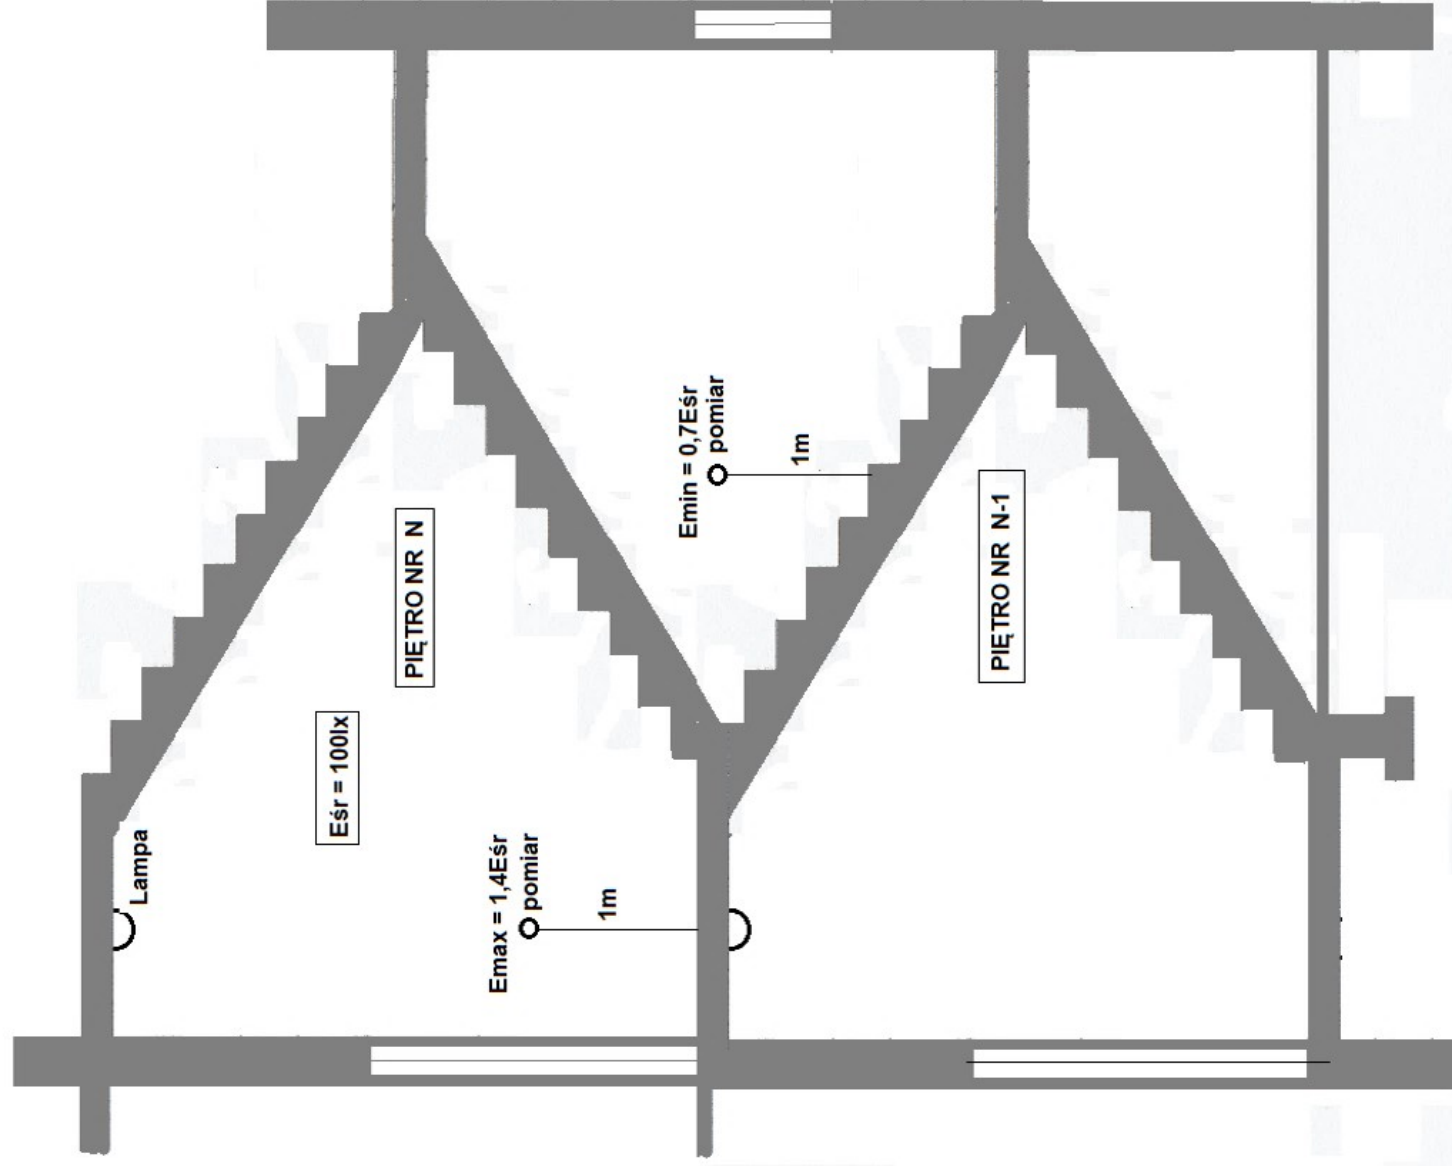 Lampa
Eśr = 100lx
PIĘTRO NR N
Emax = 1,4Eśr
pomiar
1m
Emin = 0,7Eśr
pomiar
1m
PIĘTRO NR N-1